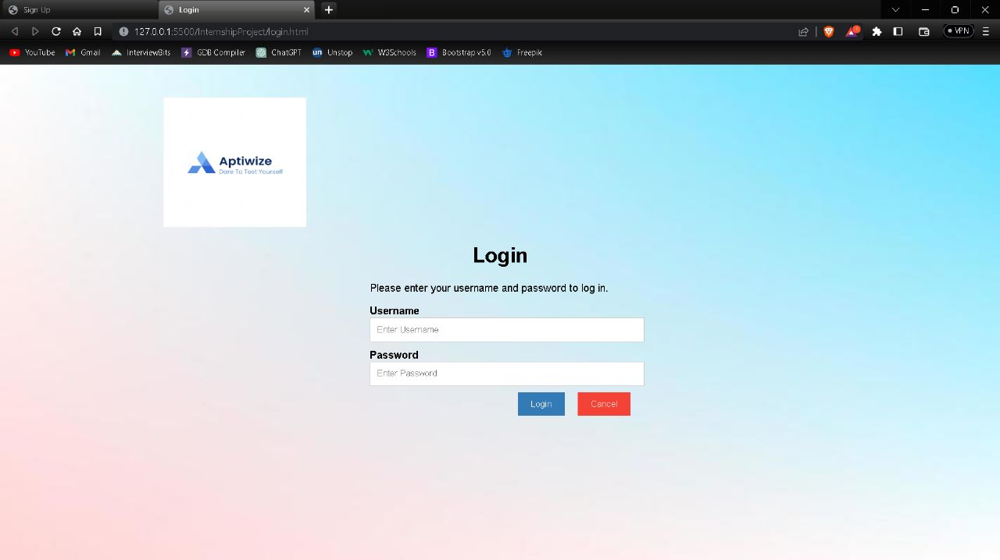 Sign Up
Login
127.0.0.1:5500/InternshipProject/login.html
1
VPN
YouTube Gmail InterviewBits GDB Compiler ChatGPT un Unstop W3Schools B Bootstrap v5.0 Freepik
Aptiwize
Dare To Test Yourself
Login
Please enter your username and password to log in.
Username
Enter Username
Password
Enter Password
Login Cancel